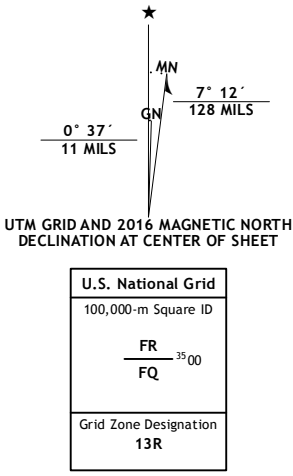 ★
MN
GN
7° 12´
128 MILS
0° 37´
11 MILS
UTM GRID AND 2016 MAGNETIC NORTH
DECLINATION AT CENTER OF SHEET
U.S. National Grid
100,000-m Square ID
FR
3500
FQ
Grid Zone Designation
13R